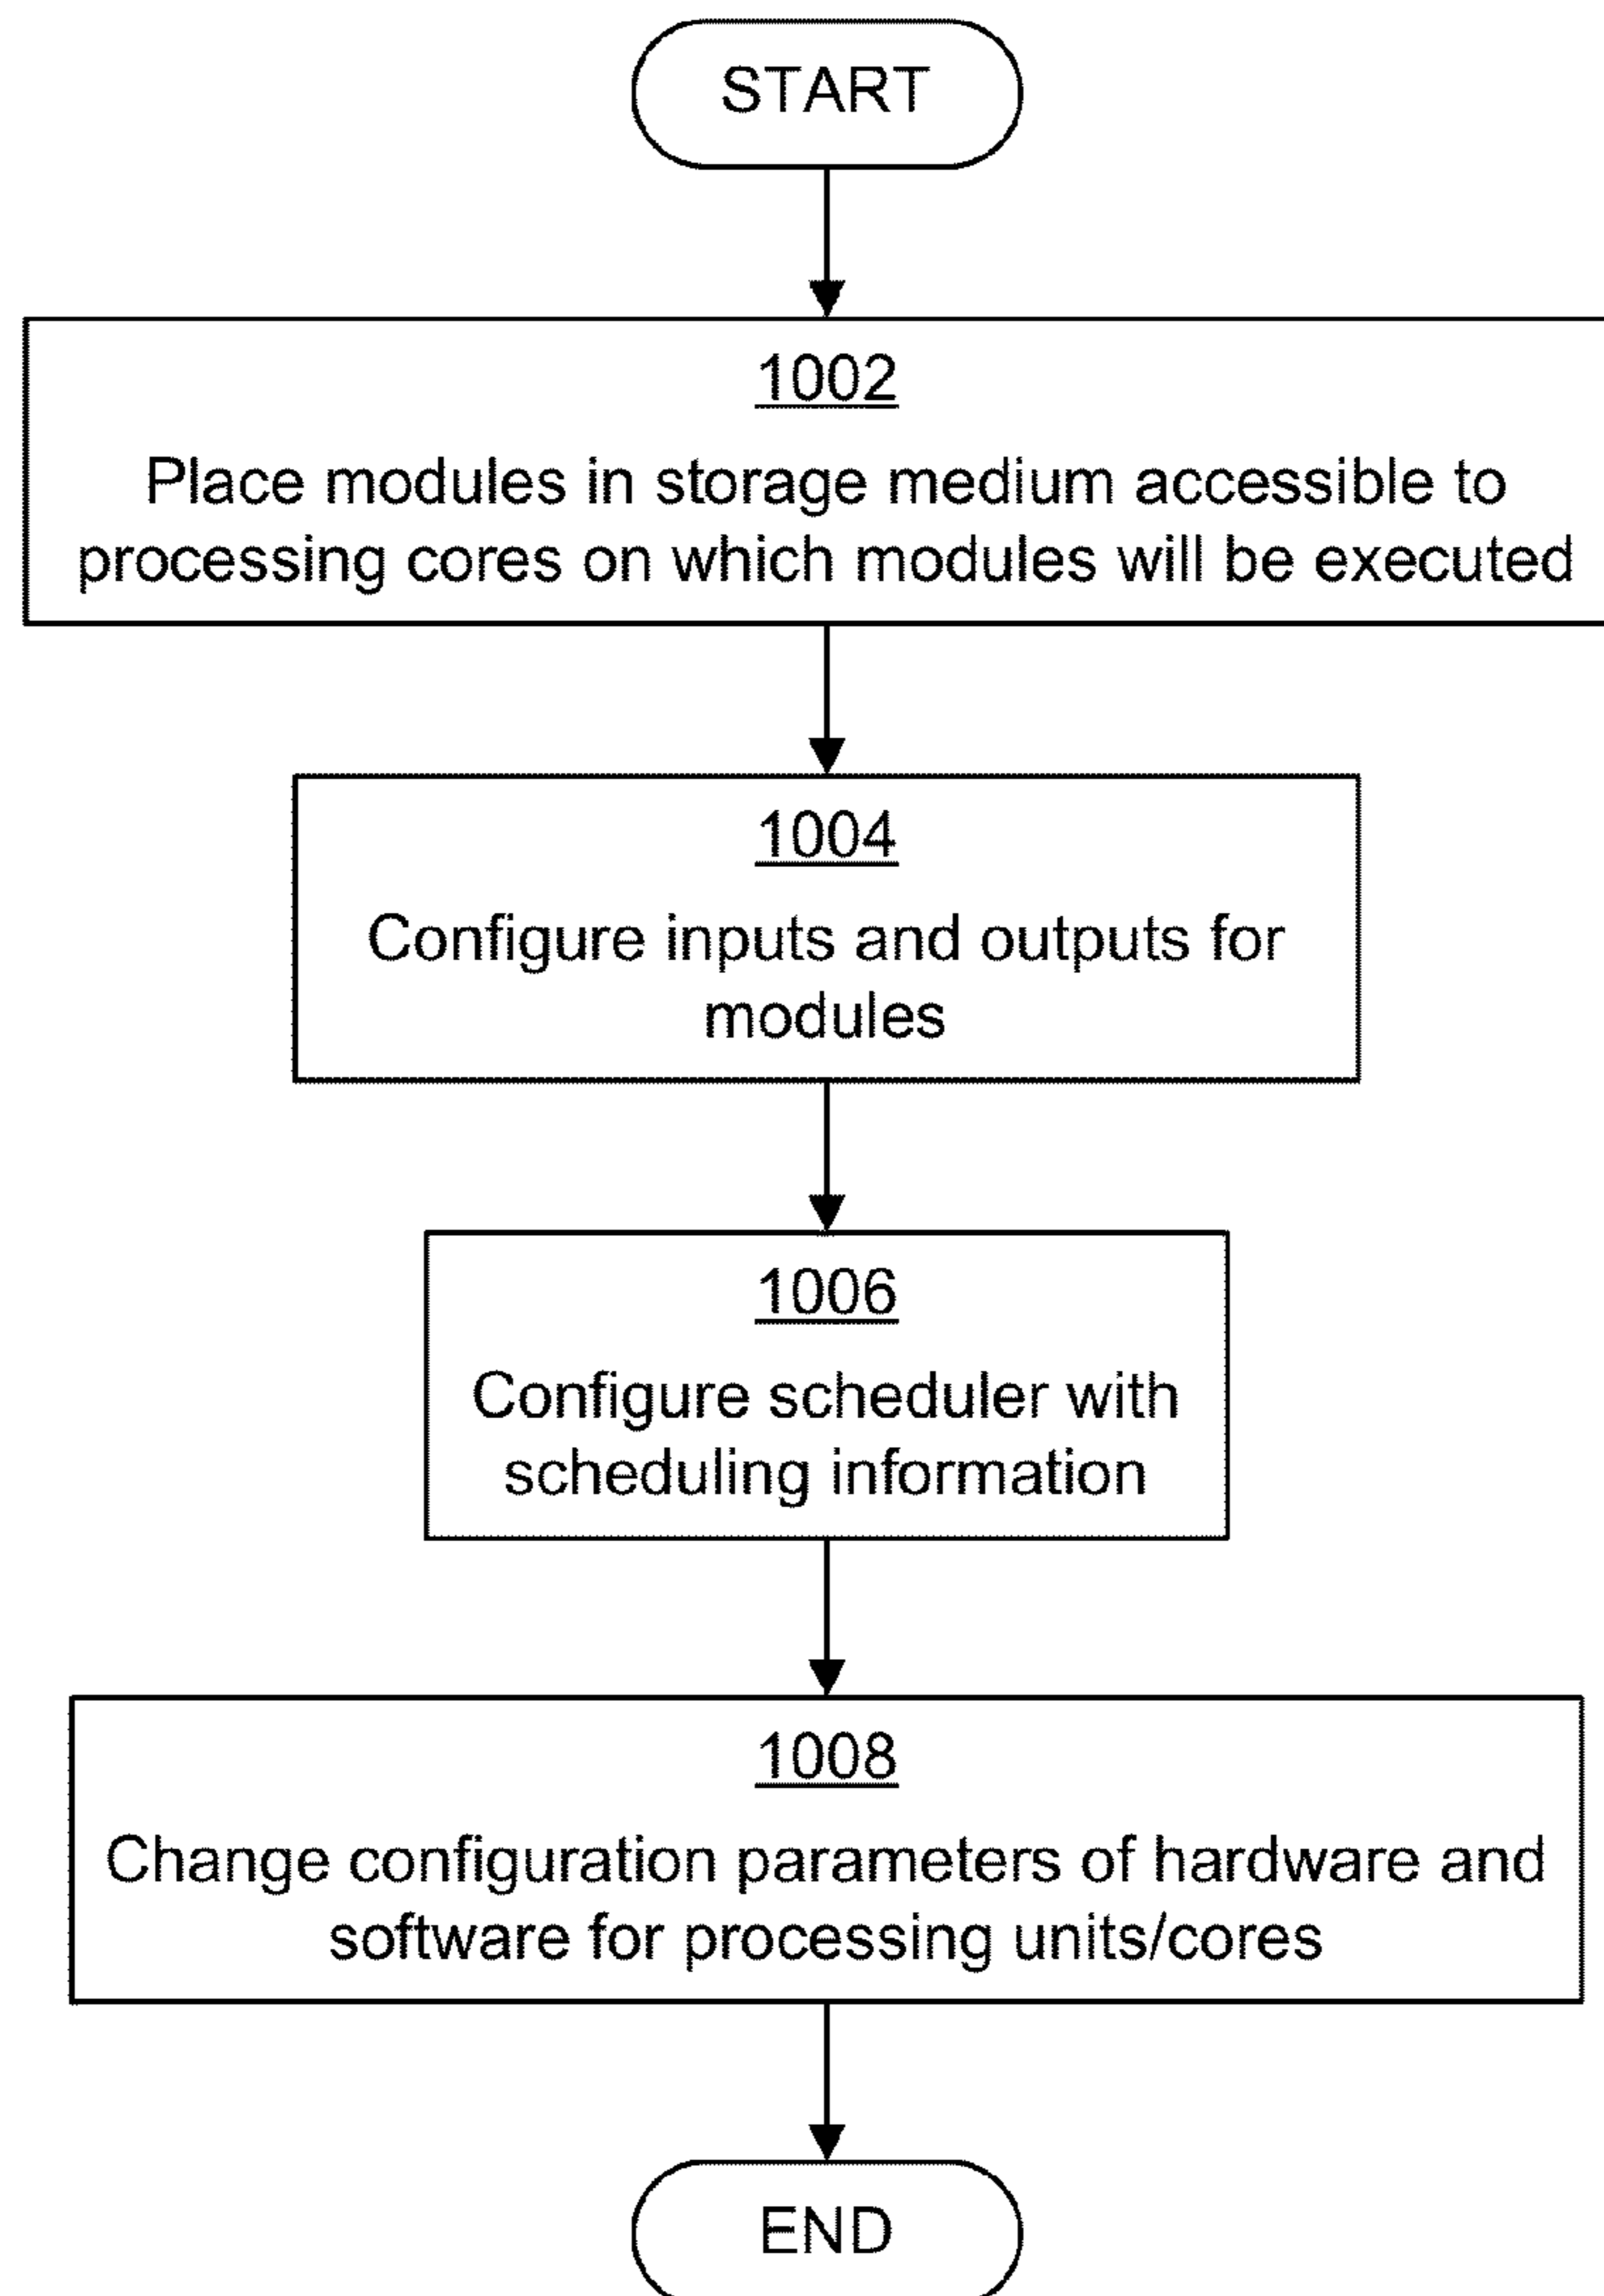 START
1002
Place modules in storage medium accessible to
processing cores on which modules will be executed
1004
Configure inputs and outputs for
modules
1006
Configure scheduler with
scheduling information
1008
Change configuration parameters of hardware and
software for processing units/cores
END